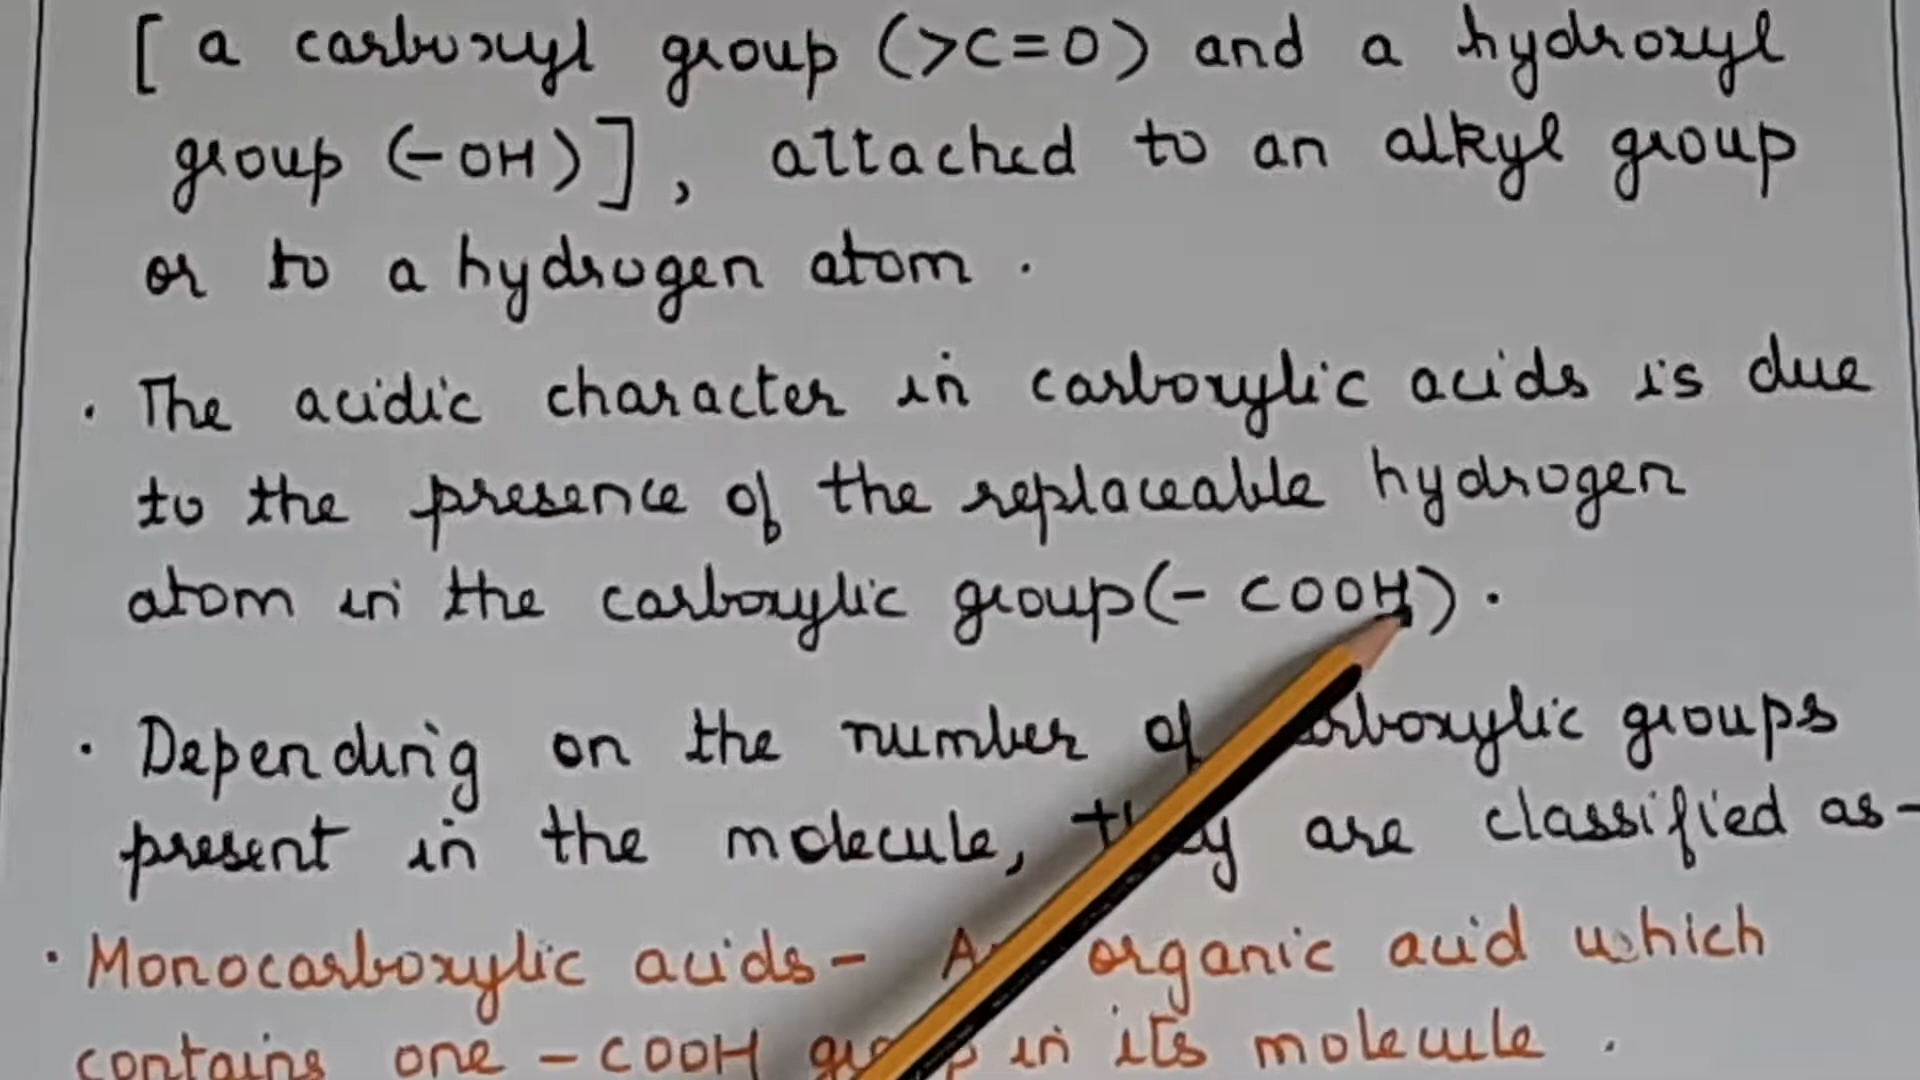 [ a carboxyl group (>C=O) and a hydroxyl
group (-OH)], attached to an alkyl group
or to a hydrogen atom.
. The acidic character in carboxylic acids is due
to the presence of the replaceable hydrogen
atom in the carboxylic group (-COOH).
. Depending on the number of carboxylic groups
present in the molecule, they are classified as-
. Monocarboxylic acids- An organic acid which
contains one -COOH group in its molecule.